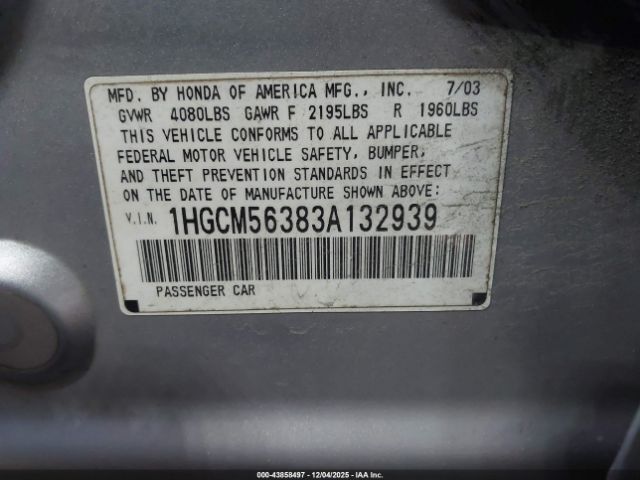 MFD. BY HONDA OF AMERICA MFG., INC. 7/03
GVWR 4080LBS GAWR F 2195LBS R 1960LBS
THIS VEHICLE CONFORMS TO ALL APPLICABLE
FEDERAL MOTOR VEHICLE SAFETY, BUMPER,
AND THEFT PREVENTION STANDARDS IN EFFECT
ON THE DATE OF MANUFACTURE SHOWN ABOVE:
V.I.N. 1HGCM56383A132939
PASSENGER CAR
000-43858497 - 12/04/2025 - IAAI.COM